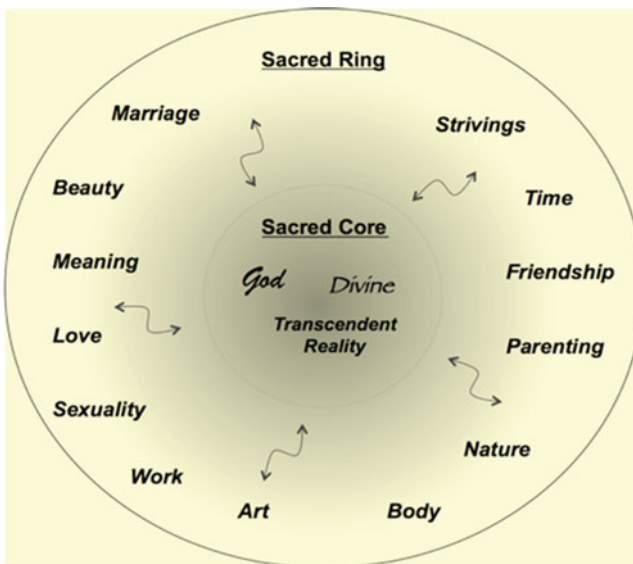 Sacred Ring
Marriage
Strivings
Beauty
Time
Sacred Core
Meaning
God
Divine
Friendship
Transcendent
Reality
Love
Parenting
Sexuality
Nature
Work
Art
Body